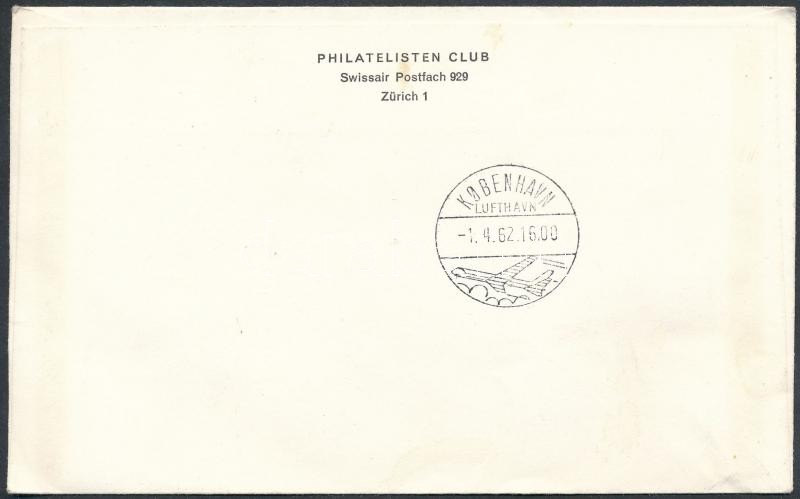 PHILATELISTEN CLUB
Swissair Postfach 929
Zürich 1
KØBENHAVN
LUFTHAVN
-1. 4.62.16.00